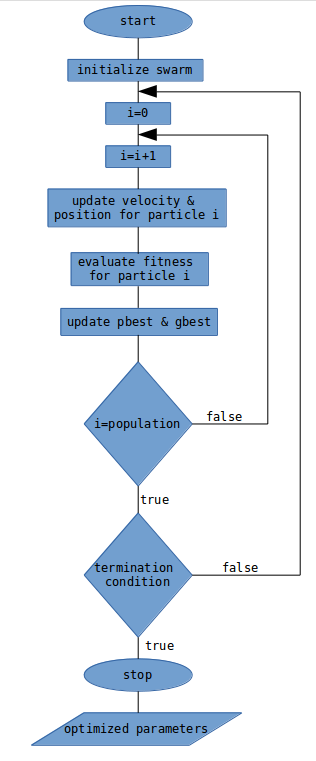 start
initialize swarm
i=0
i=i+1
update velocity &
position for particle i
evaluate fitness
for particle i
update pbest & gbest
i=population
false
true
termination
condition
false
true
stop
optimized parameters